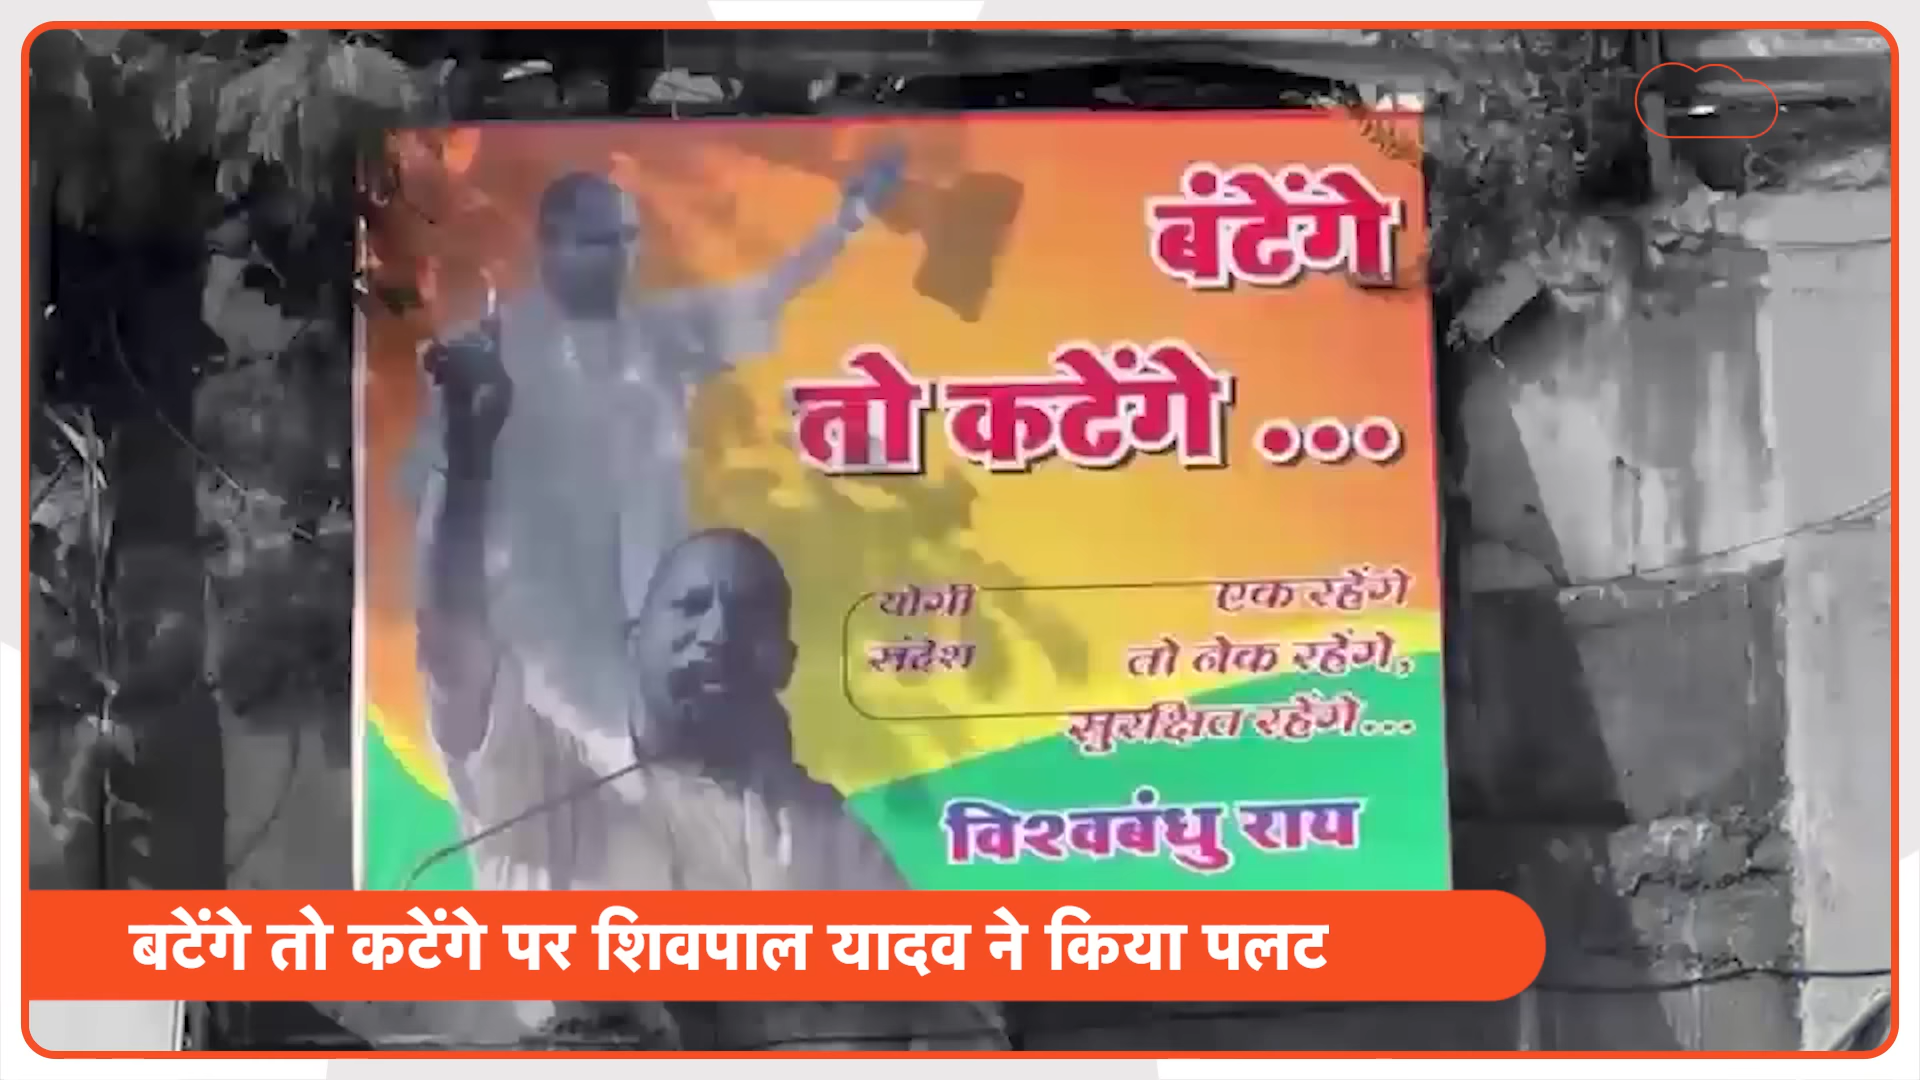 बंटेंगे
तो कटेंगे ...
योगी
संदेश
एक रहेंगे
तो नेक रहेंगे,
सुरक्षित रहेंगे...
विश्वबंधु राय
बटेंगे तो कटेंगे पर शिवपाल यादव ने किया पलट